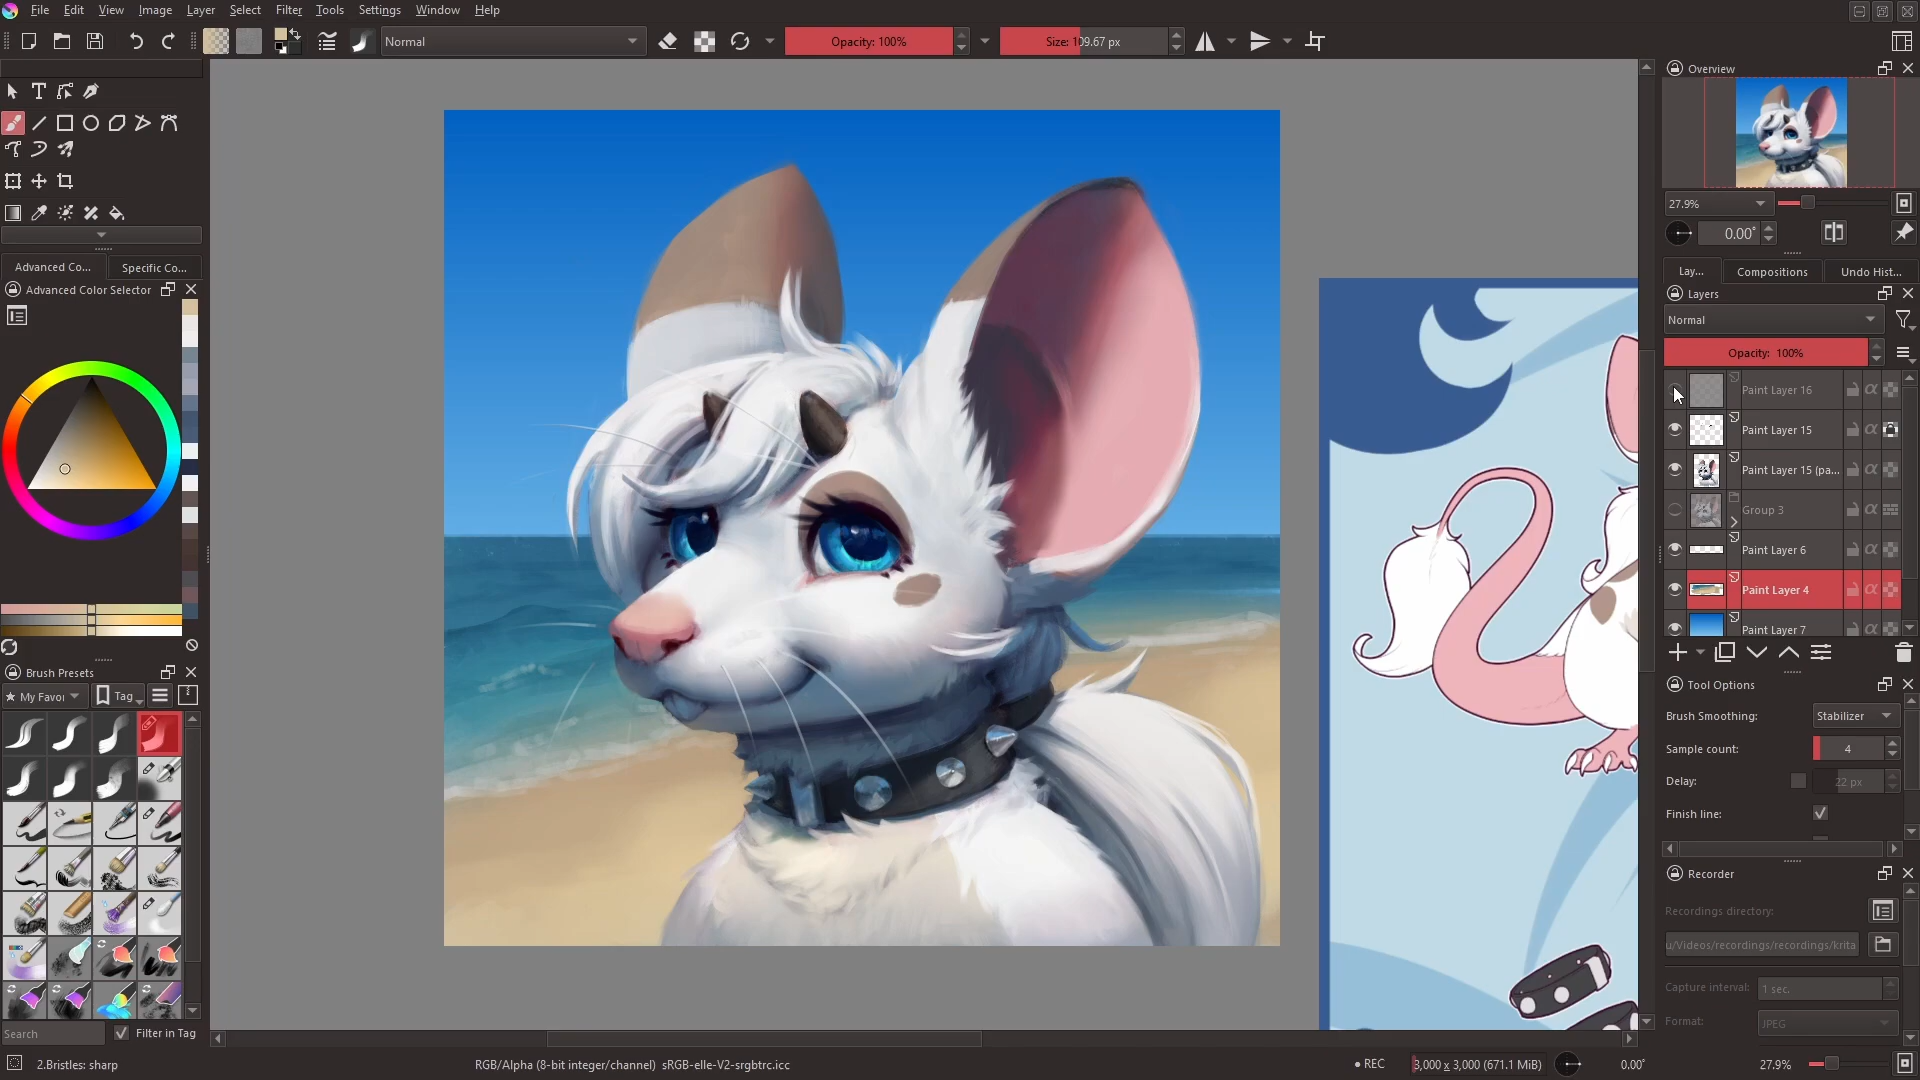 File Edit View Image Layer Select Filter Tools Settings Window Help
Normal
Opacity: 100%
Size: 109.67 px
Overview
27.9%
0.00°
Lay... Compositions Undo Hist...
Layers
Normal
Opacity: 100%
Paint Layer 16
Paint Layer 15
Paint Layer 15 (pa...
Group 3
Paint Layer 6
Paint Layer 4
Paint Layer 7
Tool Options
Brush Smoothing: Stabilizer
Sample count: 4
Delay: 22 px
Finish line:
Recorder
Recordings directory:
u/Videos/recordings/recordings/krita
Capture interval: 1 sec.
Format: JPEG
Advanced Co... Specific Co...
Advanced Color Selector
Brush Presets
★ My Favoı Tag
Search Filter in Tag
2.Bristles: sharp
RGB/Alpha (8-bit integer/channel) sRGB-elle-V2-srgbtrc.icc
● REC
3,000 x 3,000 (671.1 MiB)
0.00°
27.9%